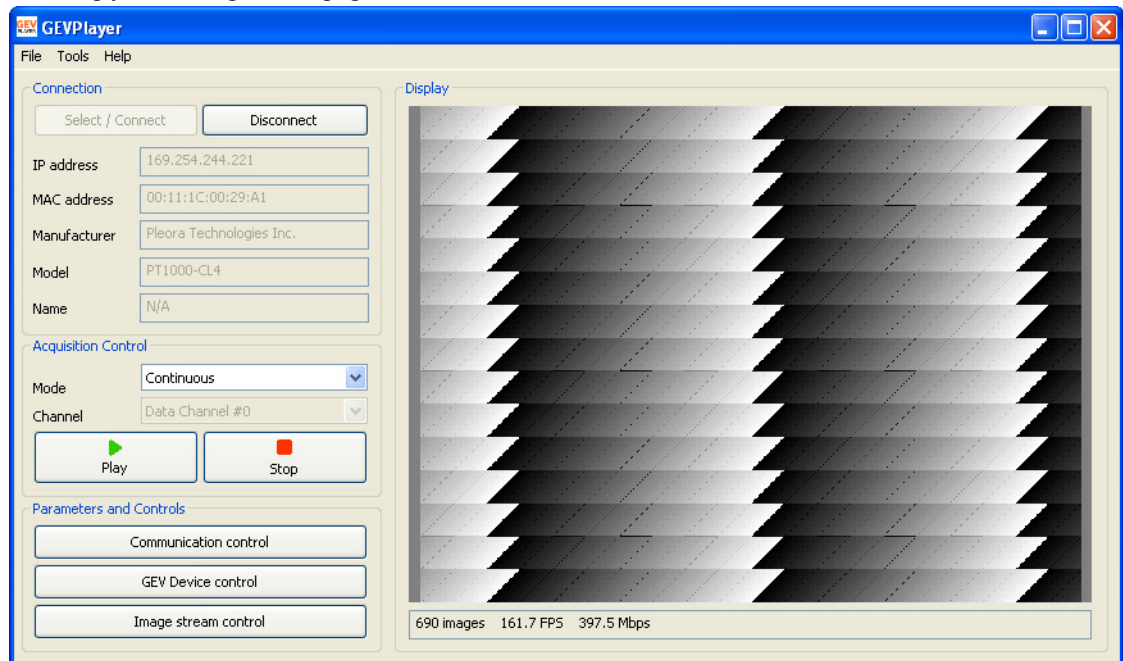 GEVPlayer
File Tools Help
Connection
Select / Connect Disconnect
IP address 169.254.244.221
MAC address 00:11:1C:00:29:A1
Manufacturer Pleora Technologies Inc.
Model PT1000-CL4
Name N/A
Acquisition Control
Mode Continuous
Channel Data Channel #0
Play Stop
Parameters and Controls
Communication control
GEV Device control
Image stream control
Display
690 images 161.7 FPS 397.5 Mbps